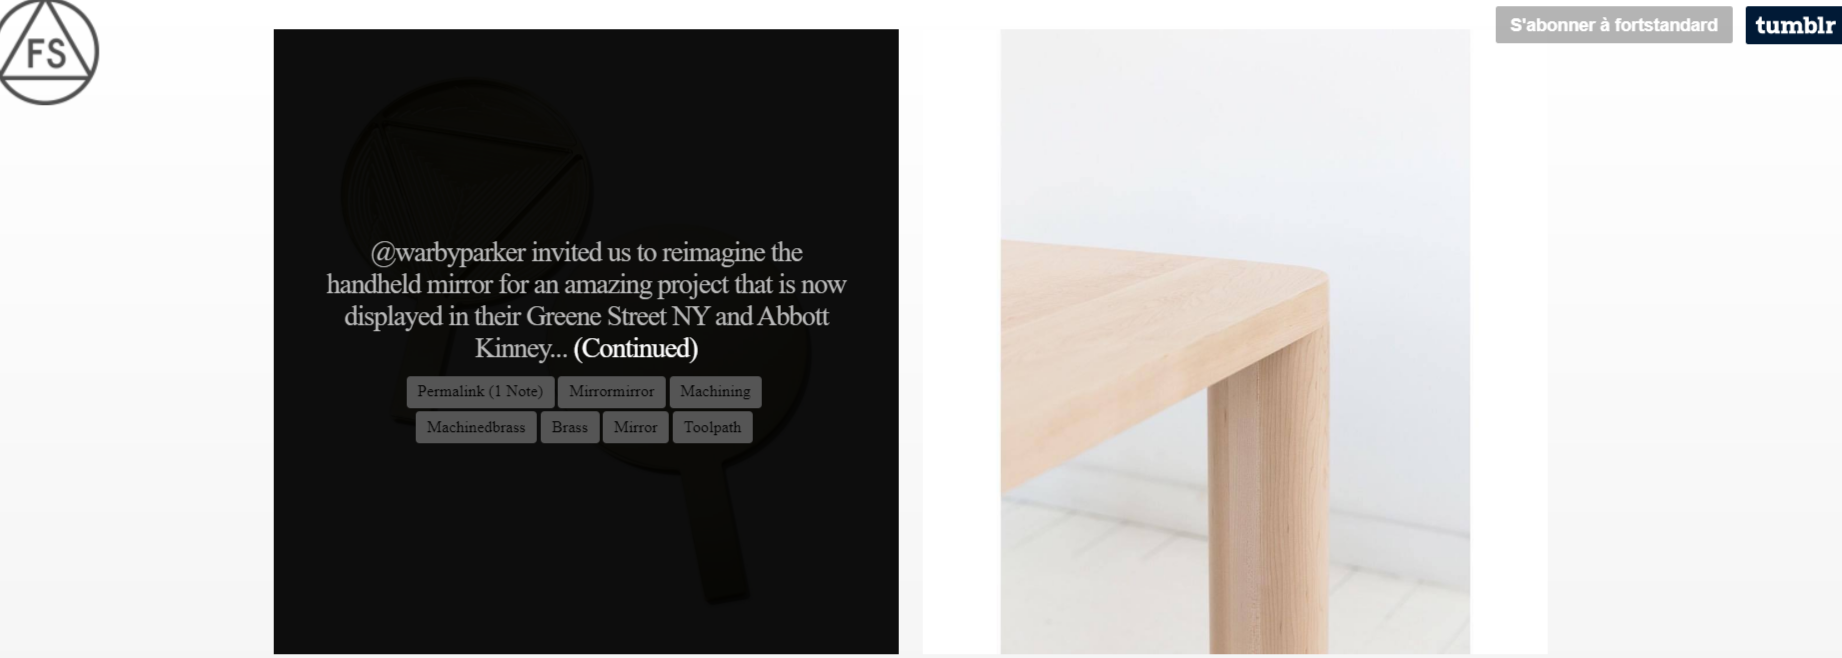 FS
S'abonner à fortstandard
tumblr
@warbyparker invited us to reimagine the
handheld mirror for an amazing project that is now
displayed in their Greene Street NY and Abbott
Kinney... (Continued)
Permalink (1 Note) Mirrormirror Machining
Machinedbrass Brass Mirror Toolpath